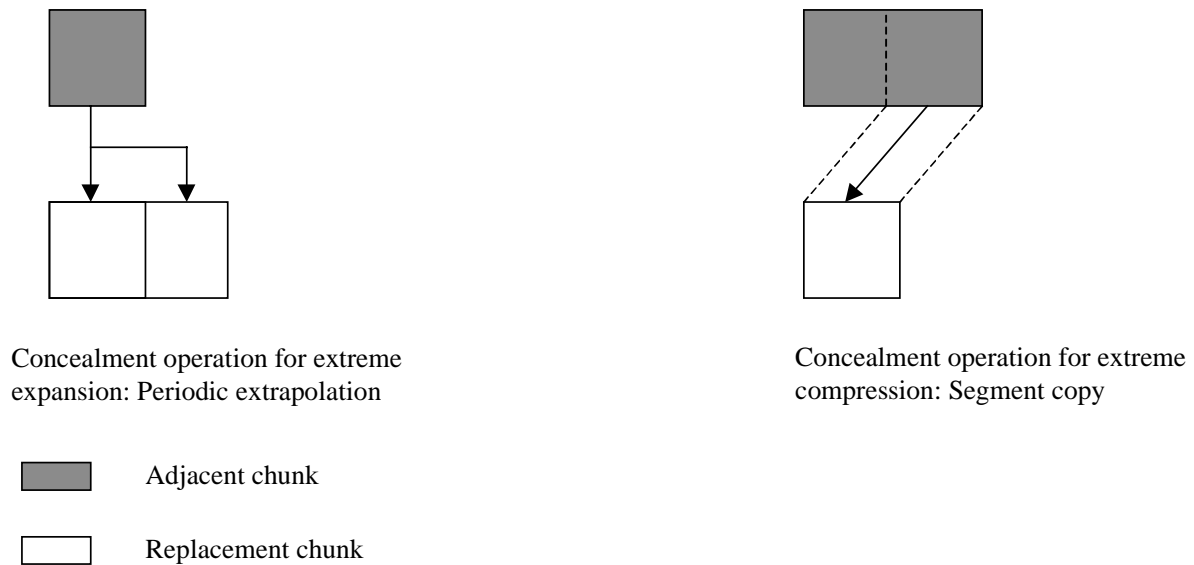 Concealment operation for extreme
expansion: Periodic extrapolation
Concealment operation for extreme
compression: Segment copy
Adjacent chunk
Replacement chunk